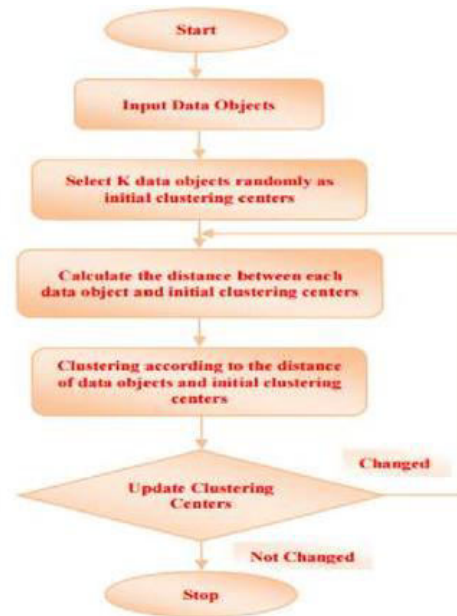 Start
Input Data Objects
Select K data objects randomly as
initial clustering centers
Calculate the distance between each
data object and initial clustering centers
Clustering according to the distance
of data objects and initial clustering
centers
Changed
Update Clustering
Centers
Not Changed
Stop